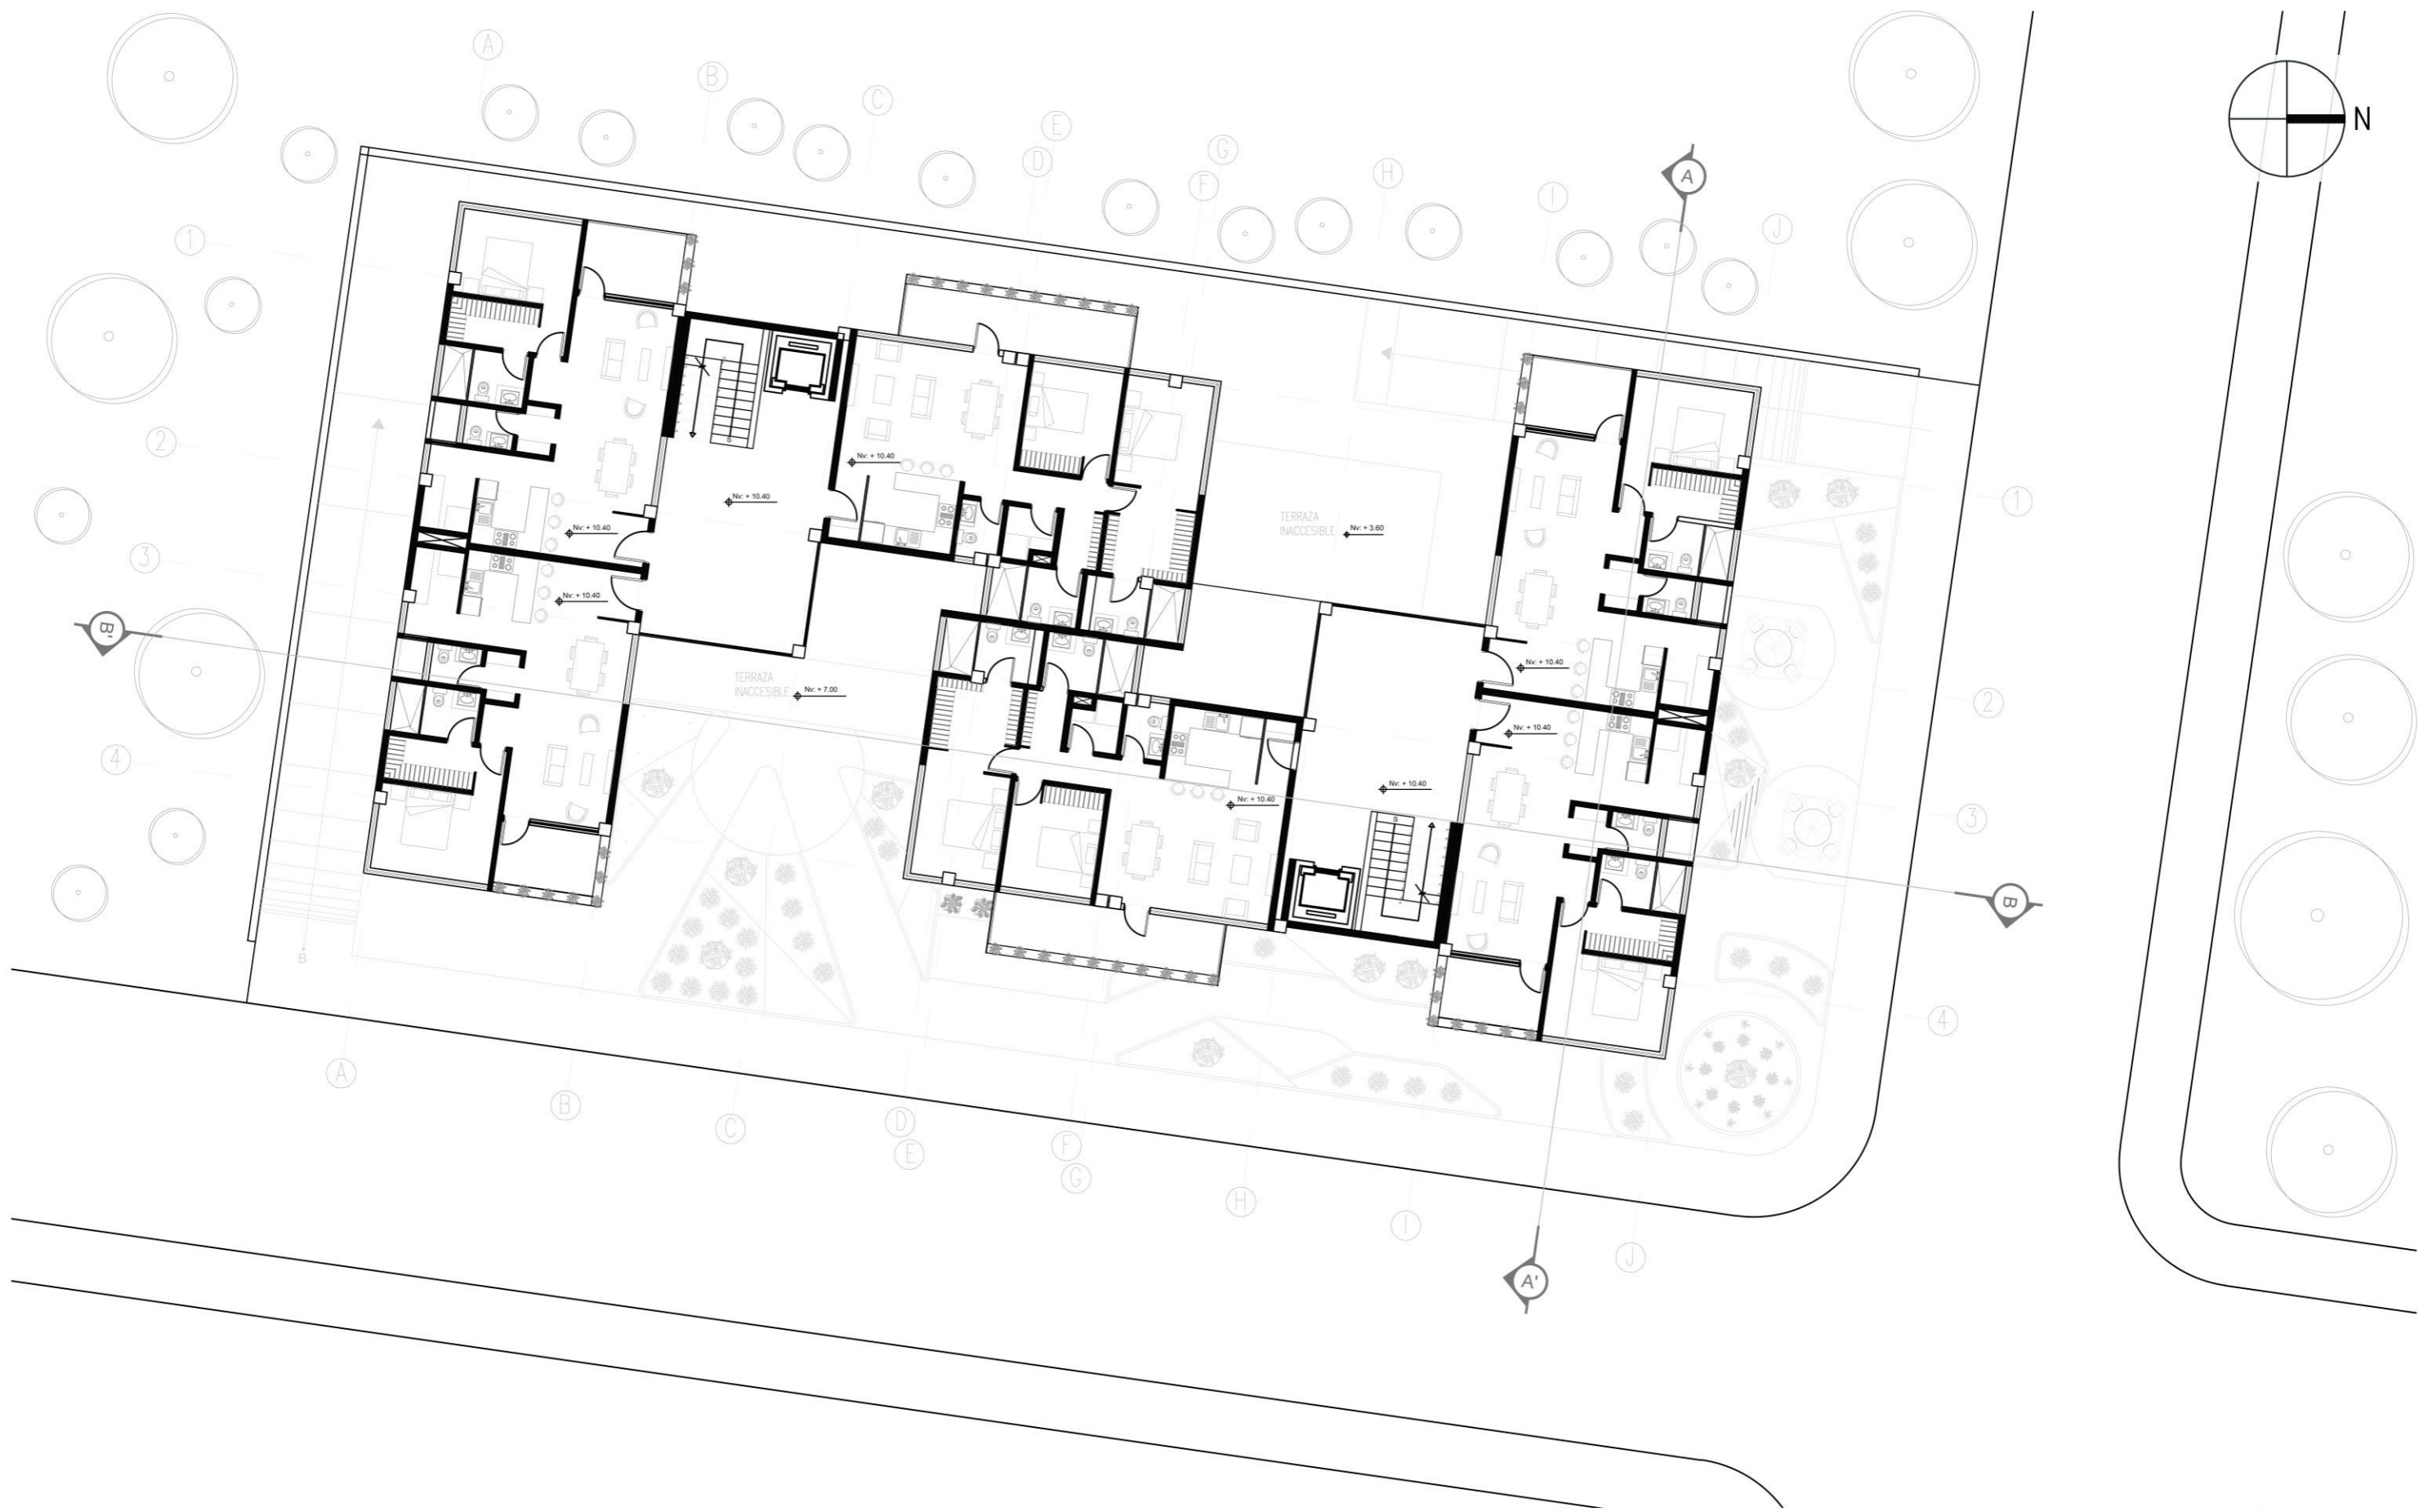 A
B
C
E
D
G
F
H
A
I
J
N
1
2
3
4
B'
B
Nv: + 10.40
Nv: + 10.40
Nv: + 10.40
Nv: + 10.40
TERRAZA
INACCESIBLE
Nv: + 3.60
TERRAZA
INACCESIBLE
Nv: + 7.00
Nv: + 10.40
Nv: + 10.40
Nv: + 10.40
Nv: + 10.40
S
S
1
2
3
B
4
A
B
C
D
E
F
G
H
I
J
A'